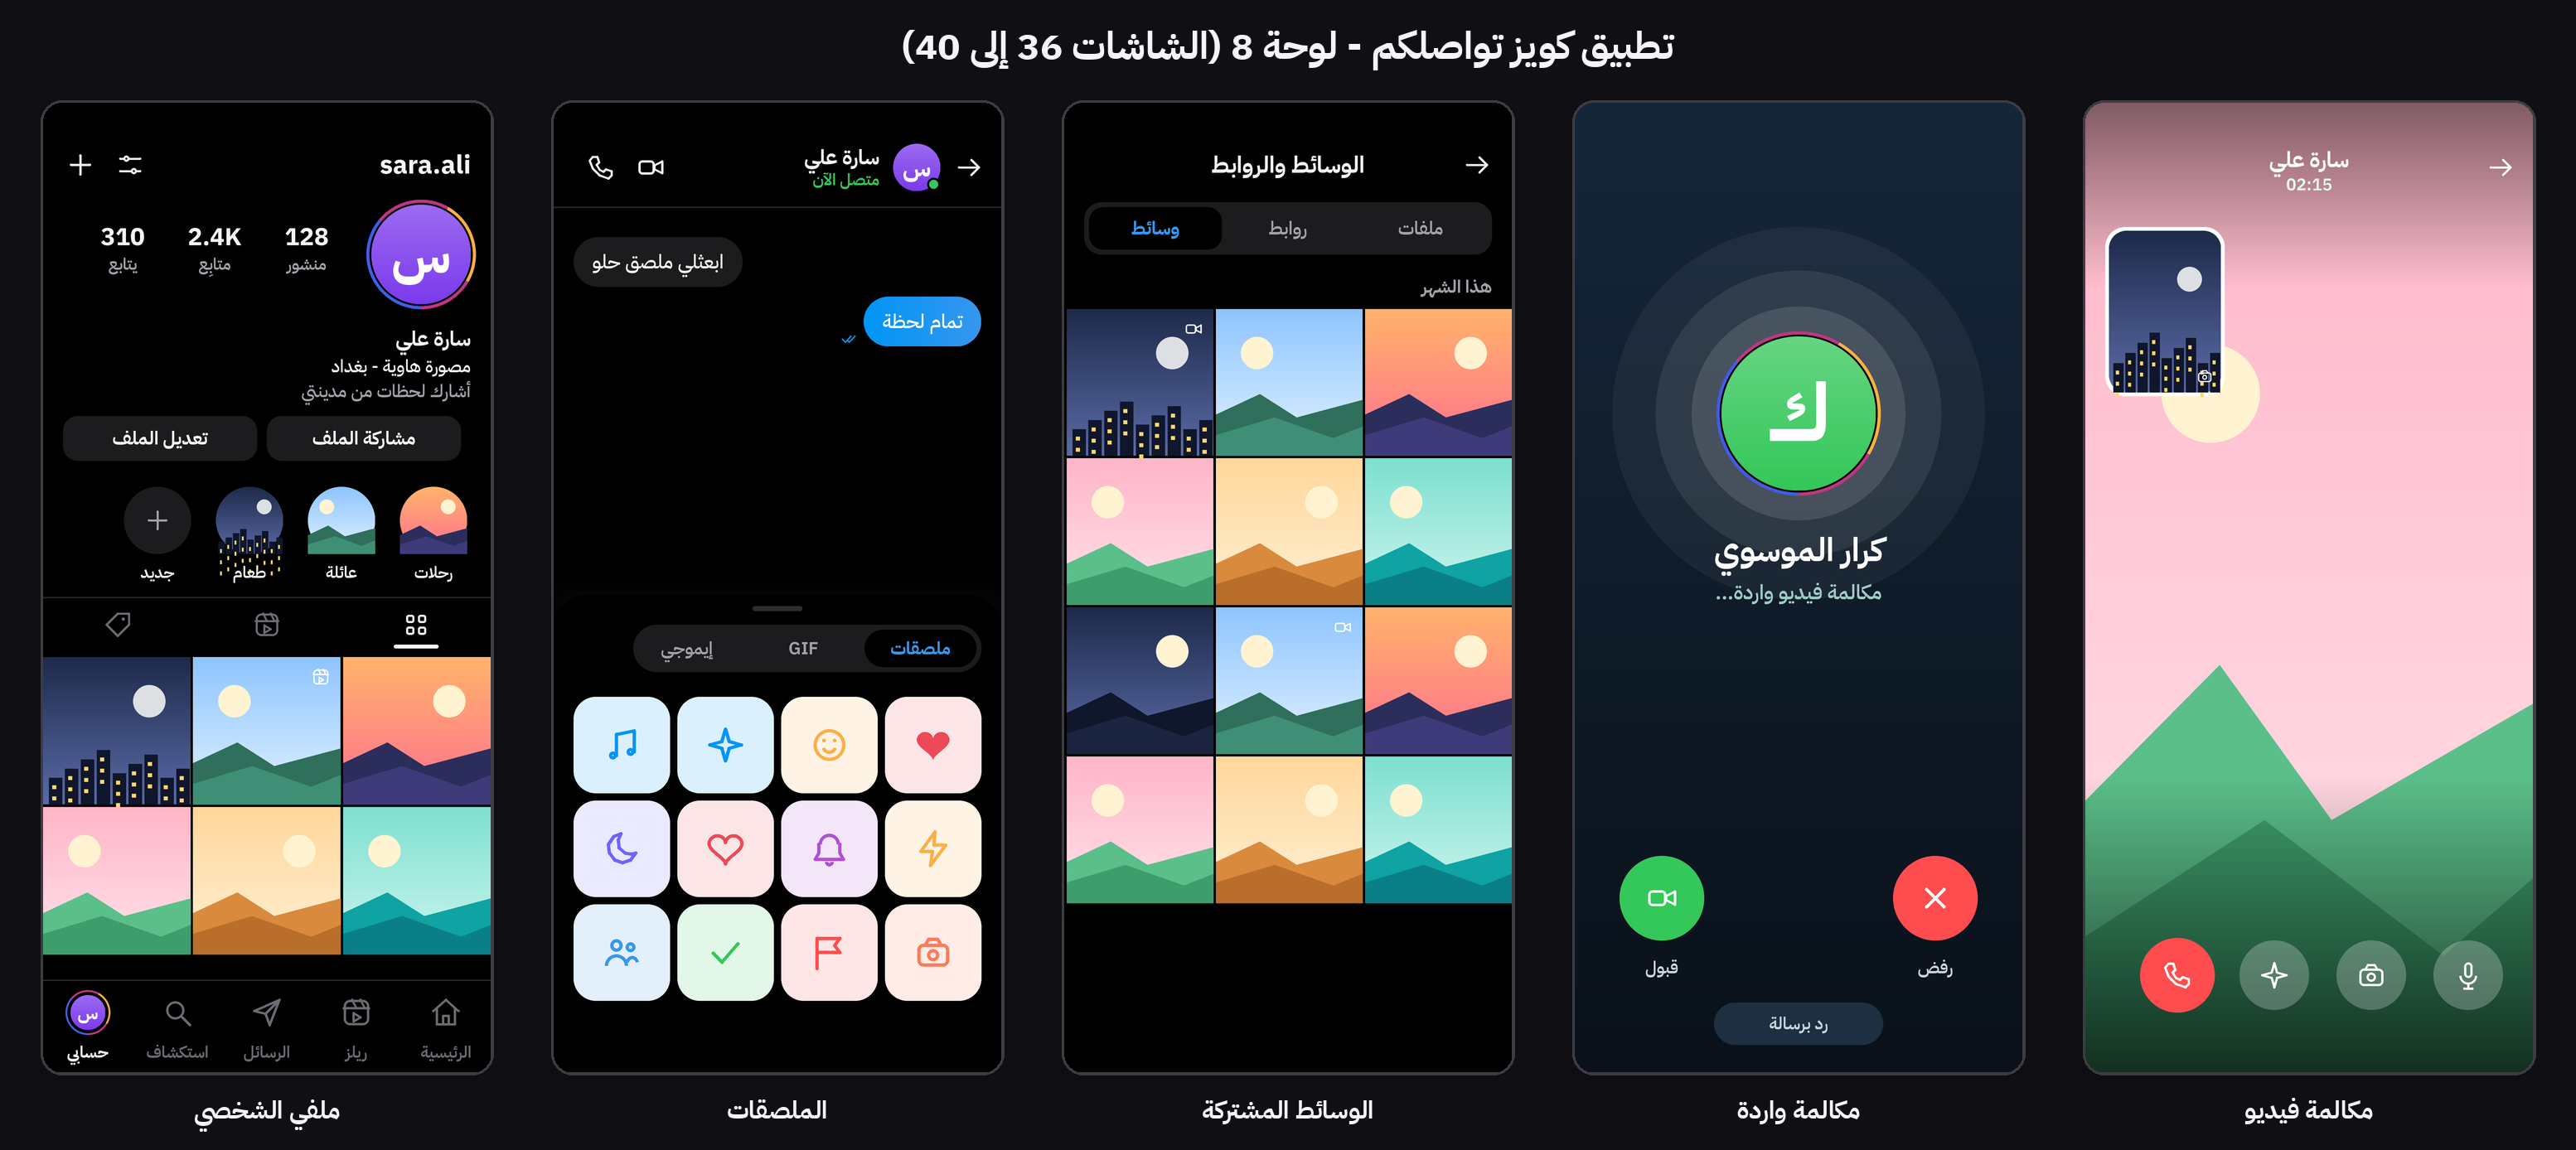 تطبيق كويز تواصلكم - لوحة 8 (الشاشات 36 إلى 40)
سارة علي
02:15
مكالمة فيديو
ك
كرار الموسوي
مكالمة فيديو واردة...
رفض
قبول
رد برسالة
مكالمة واردة
الوسائط والروابط
ملفات
روابط
وسائط
هذا الشهر
الوسائط المشتركة
س
سارة علي
متصل الآن
ابعثلي ملصق حلو
تمام لحظة
ملصقات
GIF
إيموجي
الملصقات
sara.ali
س
128
منشور
2.4K
متابِع
310
يتابع
سارة علي
مصورة هاوية - بغداد
أشارك لحظات من مدينتي
مشاركة الملف
تعديل الملف
رحلات
عائلة
طعام
جديد
الرئيسية
ريلز
الرسائل
استكشاف
س
حسابي
ملفي الشخصي